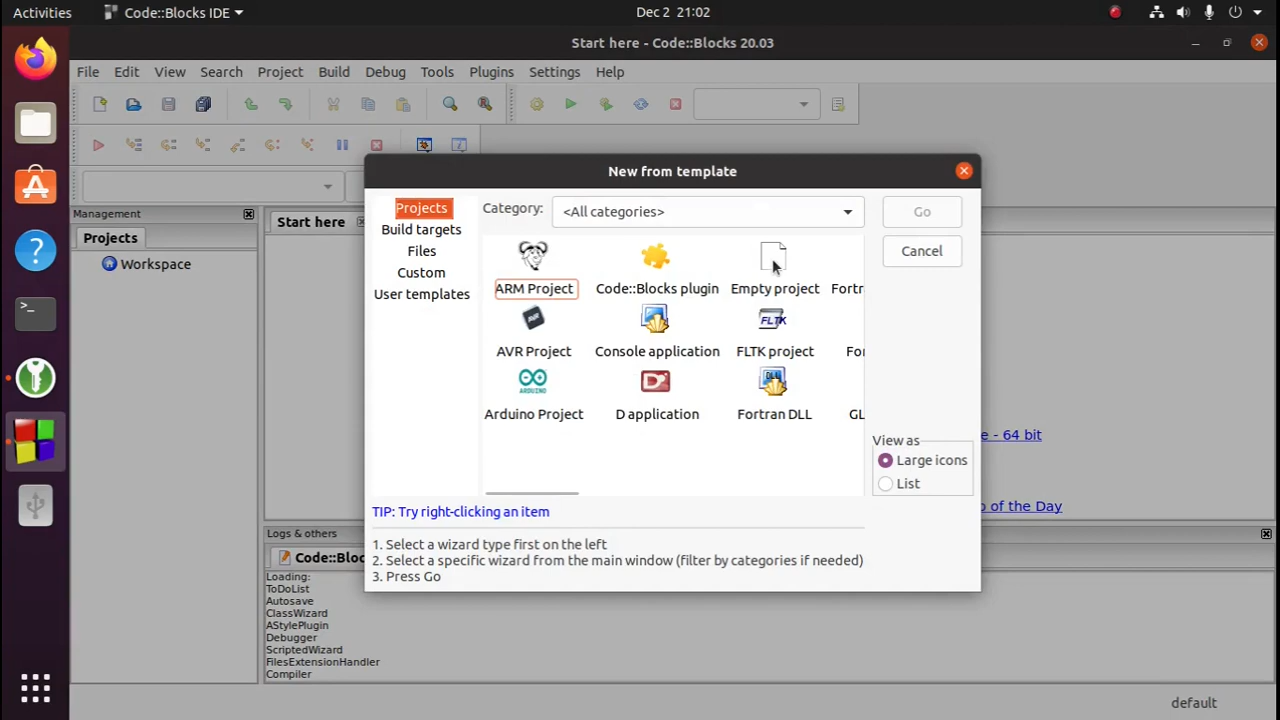 Activities Code::Blocks IDE Dec 2 21:02
Start here - Code::Blocks 20.03
File Edit View Search Project Build Debug Tools Plugins Settings Help
New from template
Management
Projects
Workspace
Start here
Projects
Build targets
Files
Custom
User templates
Category: <All categories> Go
Cancel
ARM Project Code::Blocks plugin Empty project Fortr
AVR Project Console application FLTK project For
Arduino Project D application Fortran DLL GL
View as
Large icons
List
TIP: Try right-clicking an item
1. Select a wizard type first on the left
2. Select a specific wizard from the main window (filter by categories if needed)
3. Press Go
e - 64 bit
of the Day
Logs & others
Code::Bloc
Loading:
ToDoList
Autosave
ClassWizard
AStylePlugin
Debugger
ScriptedWizard
FilesExtensionHandler
Compiler
default